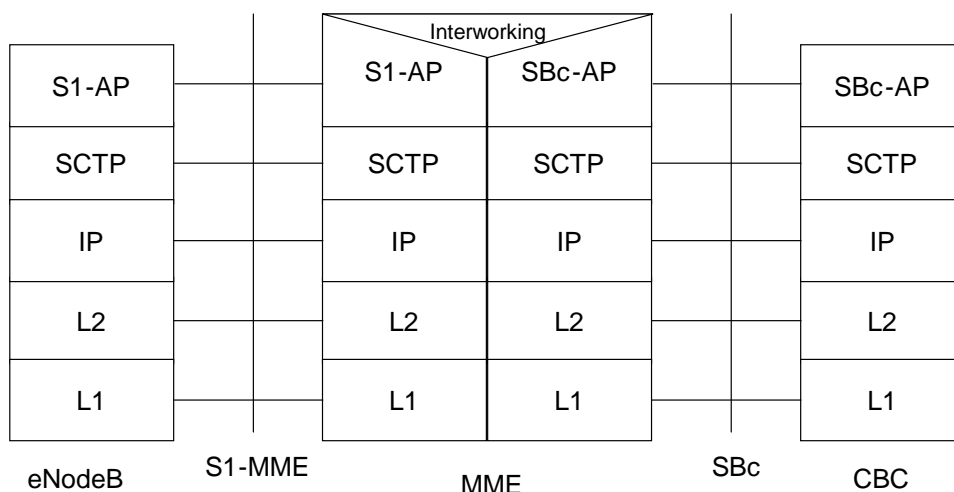 Interworking
S1-AP
S1-AP
SBc-AP
SBc-AP
SCTP
SCTP
SCTP
SCTP
IP
IP
IP
IP
L2
L2
L2
L2
L1
L1
L1
L1
eNodeB
S1-MME
MME
SBc
CBC